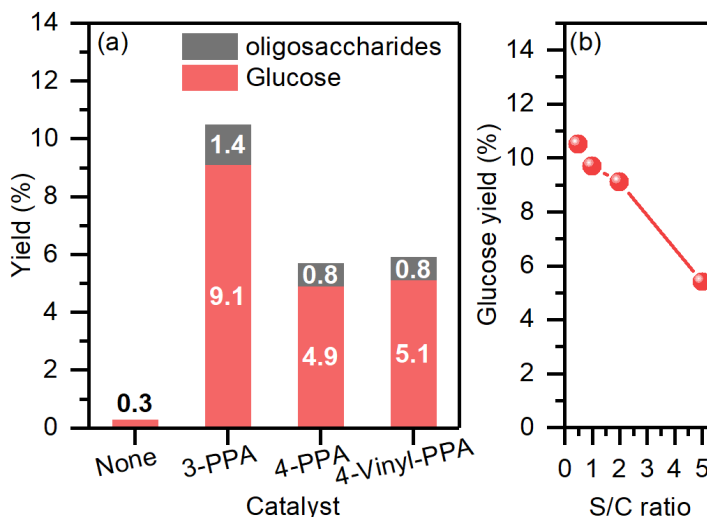 (a)
oligosaccharides
Glucose
14
12
10
8
6
4
2
0
Yield (%)
0.3
1.4
9.1
0.8
4.9
0.8
5.1
None
3-PPA
4-PPA
4-Vinyl-PPA
Catalyst
(b)
14
12
10
8
6
4
2
0
Glucose yield (%)
0 1 2 3 4 5
S/C ratio